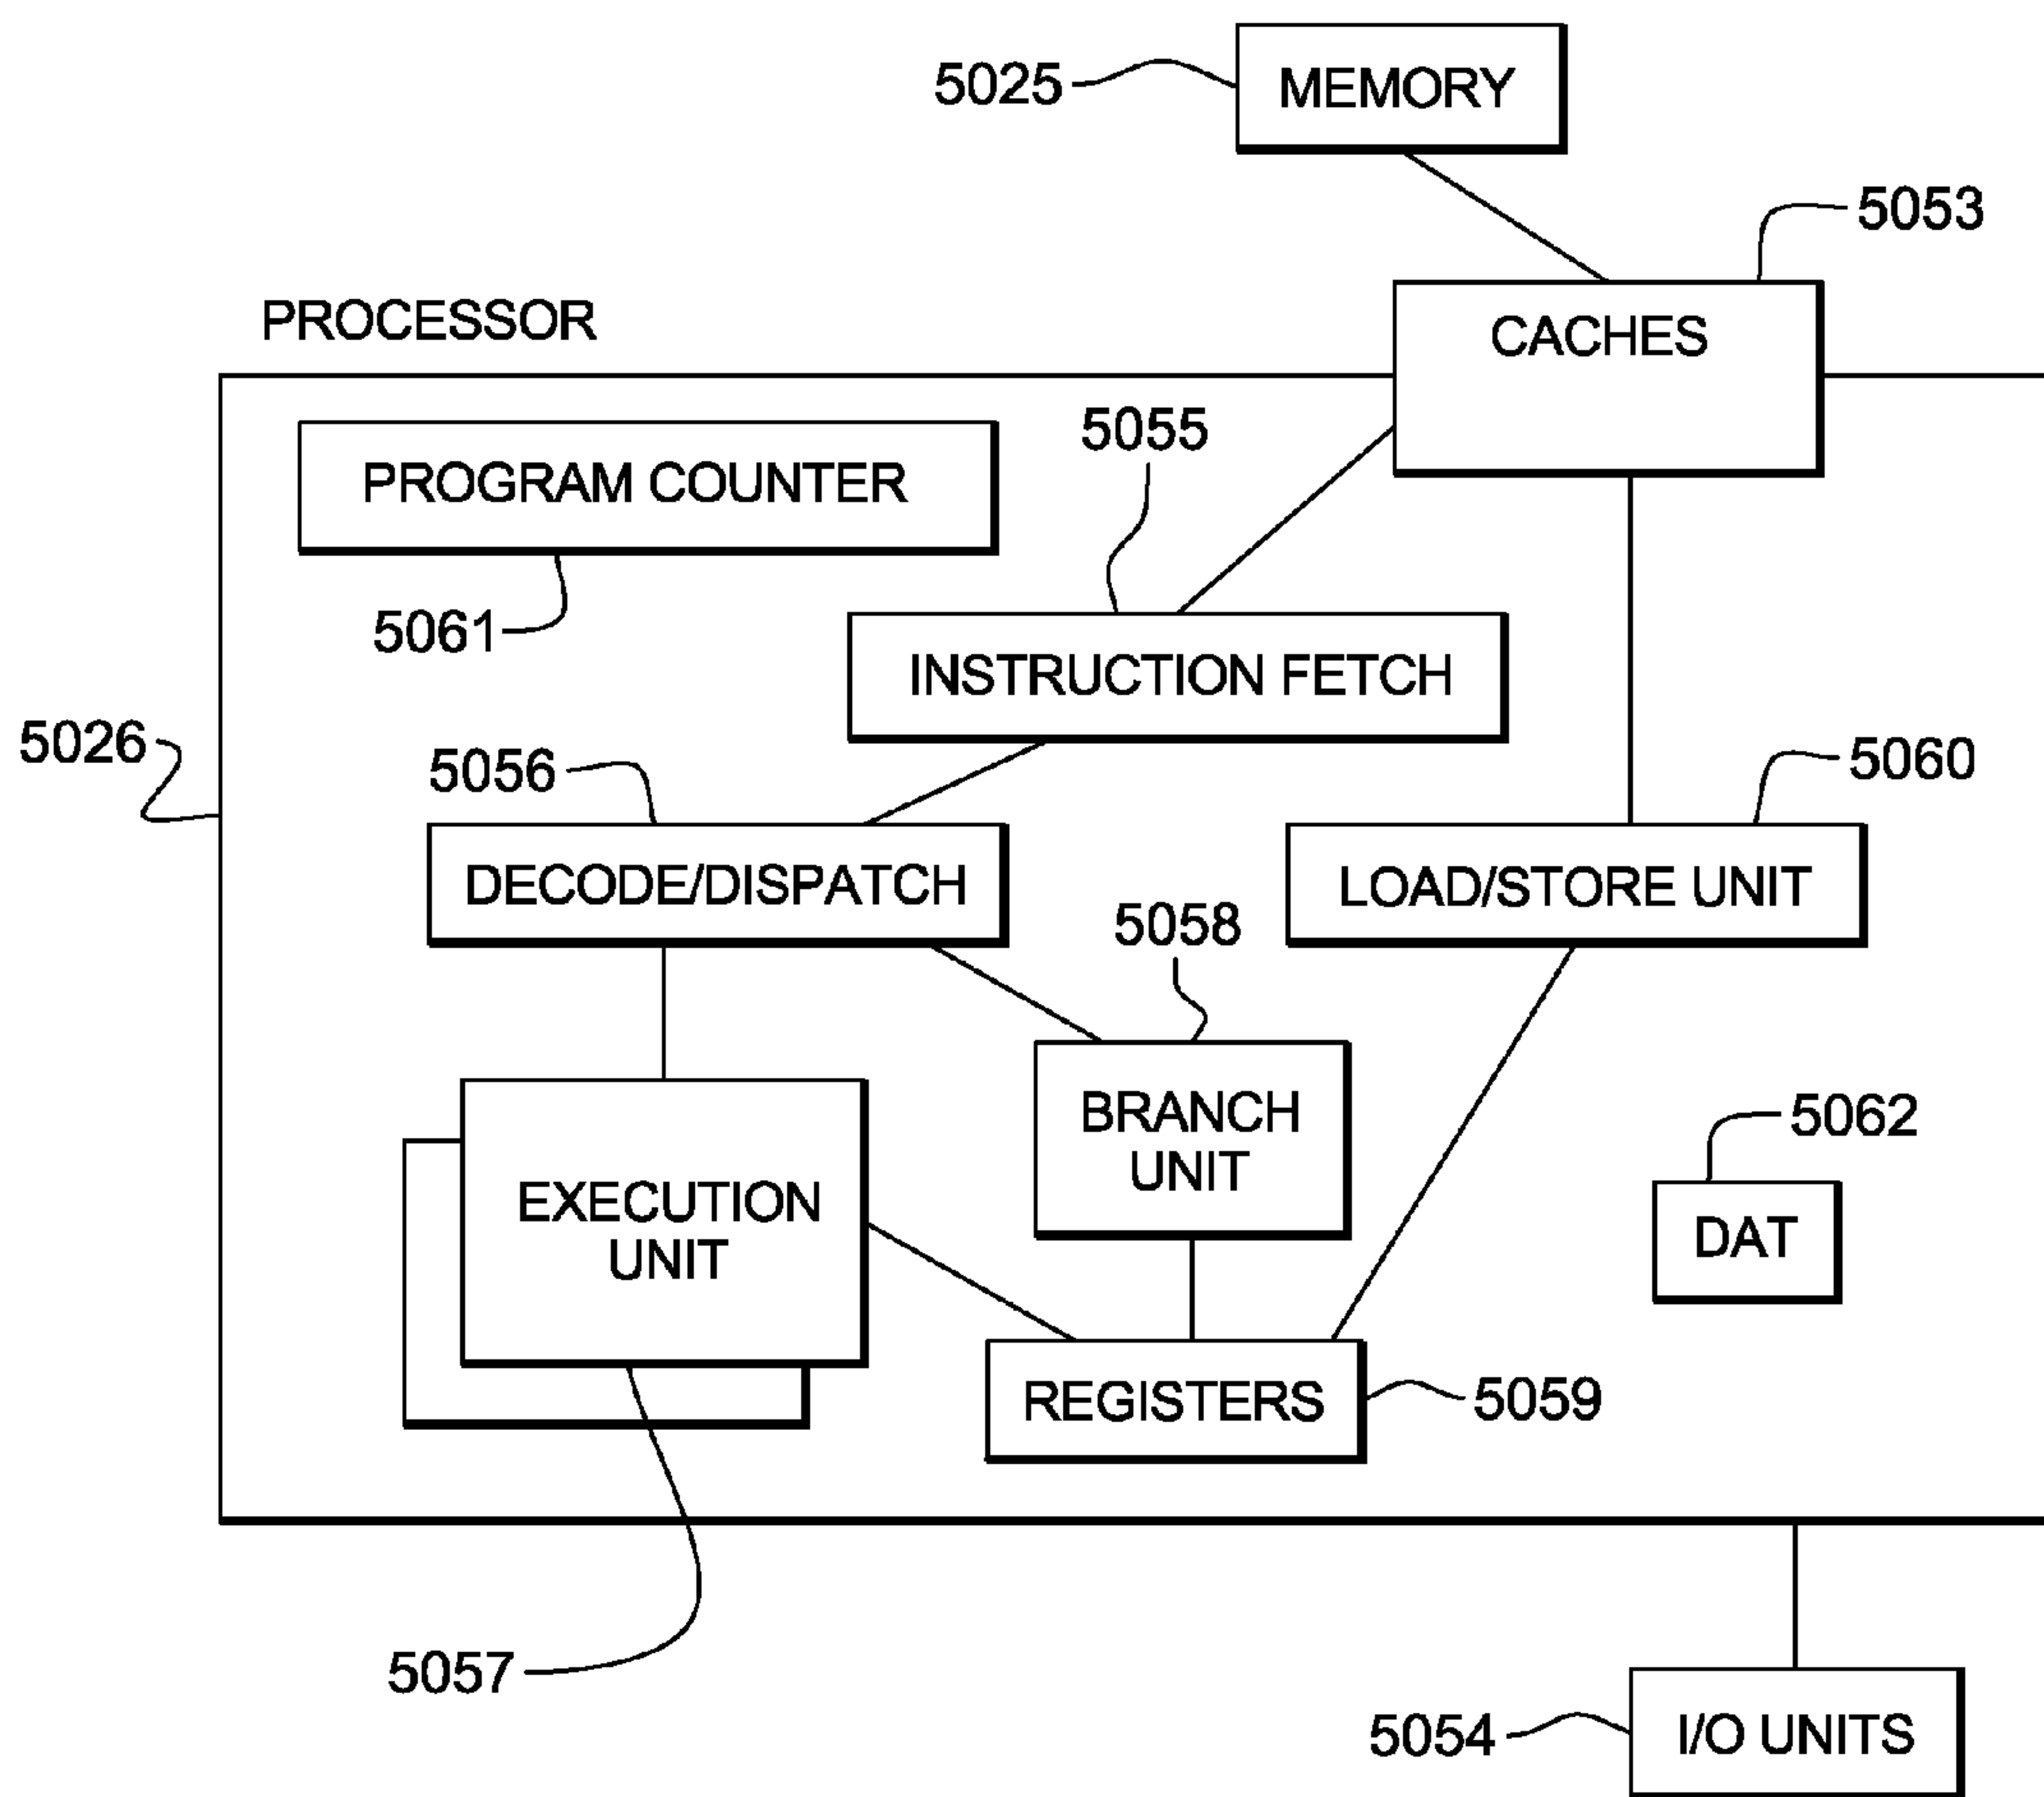 5025
MEMORY
5053
CACHES
PROCESSOR
5055
PROGRAM COUNTER
5061
INSTRUCTION FETCH
5026
5056
5060
DECODE/DISPATCH
LOAD/STORE UNIT
5058
BRANCH
UNIT
5062
DAT
EXECUTION
UNIT
REGISTERS
5059
5057
5054
I/O UNITS